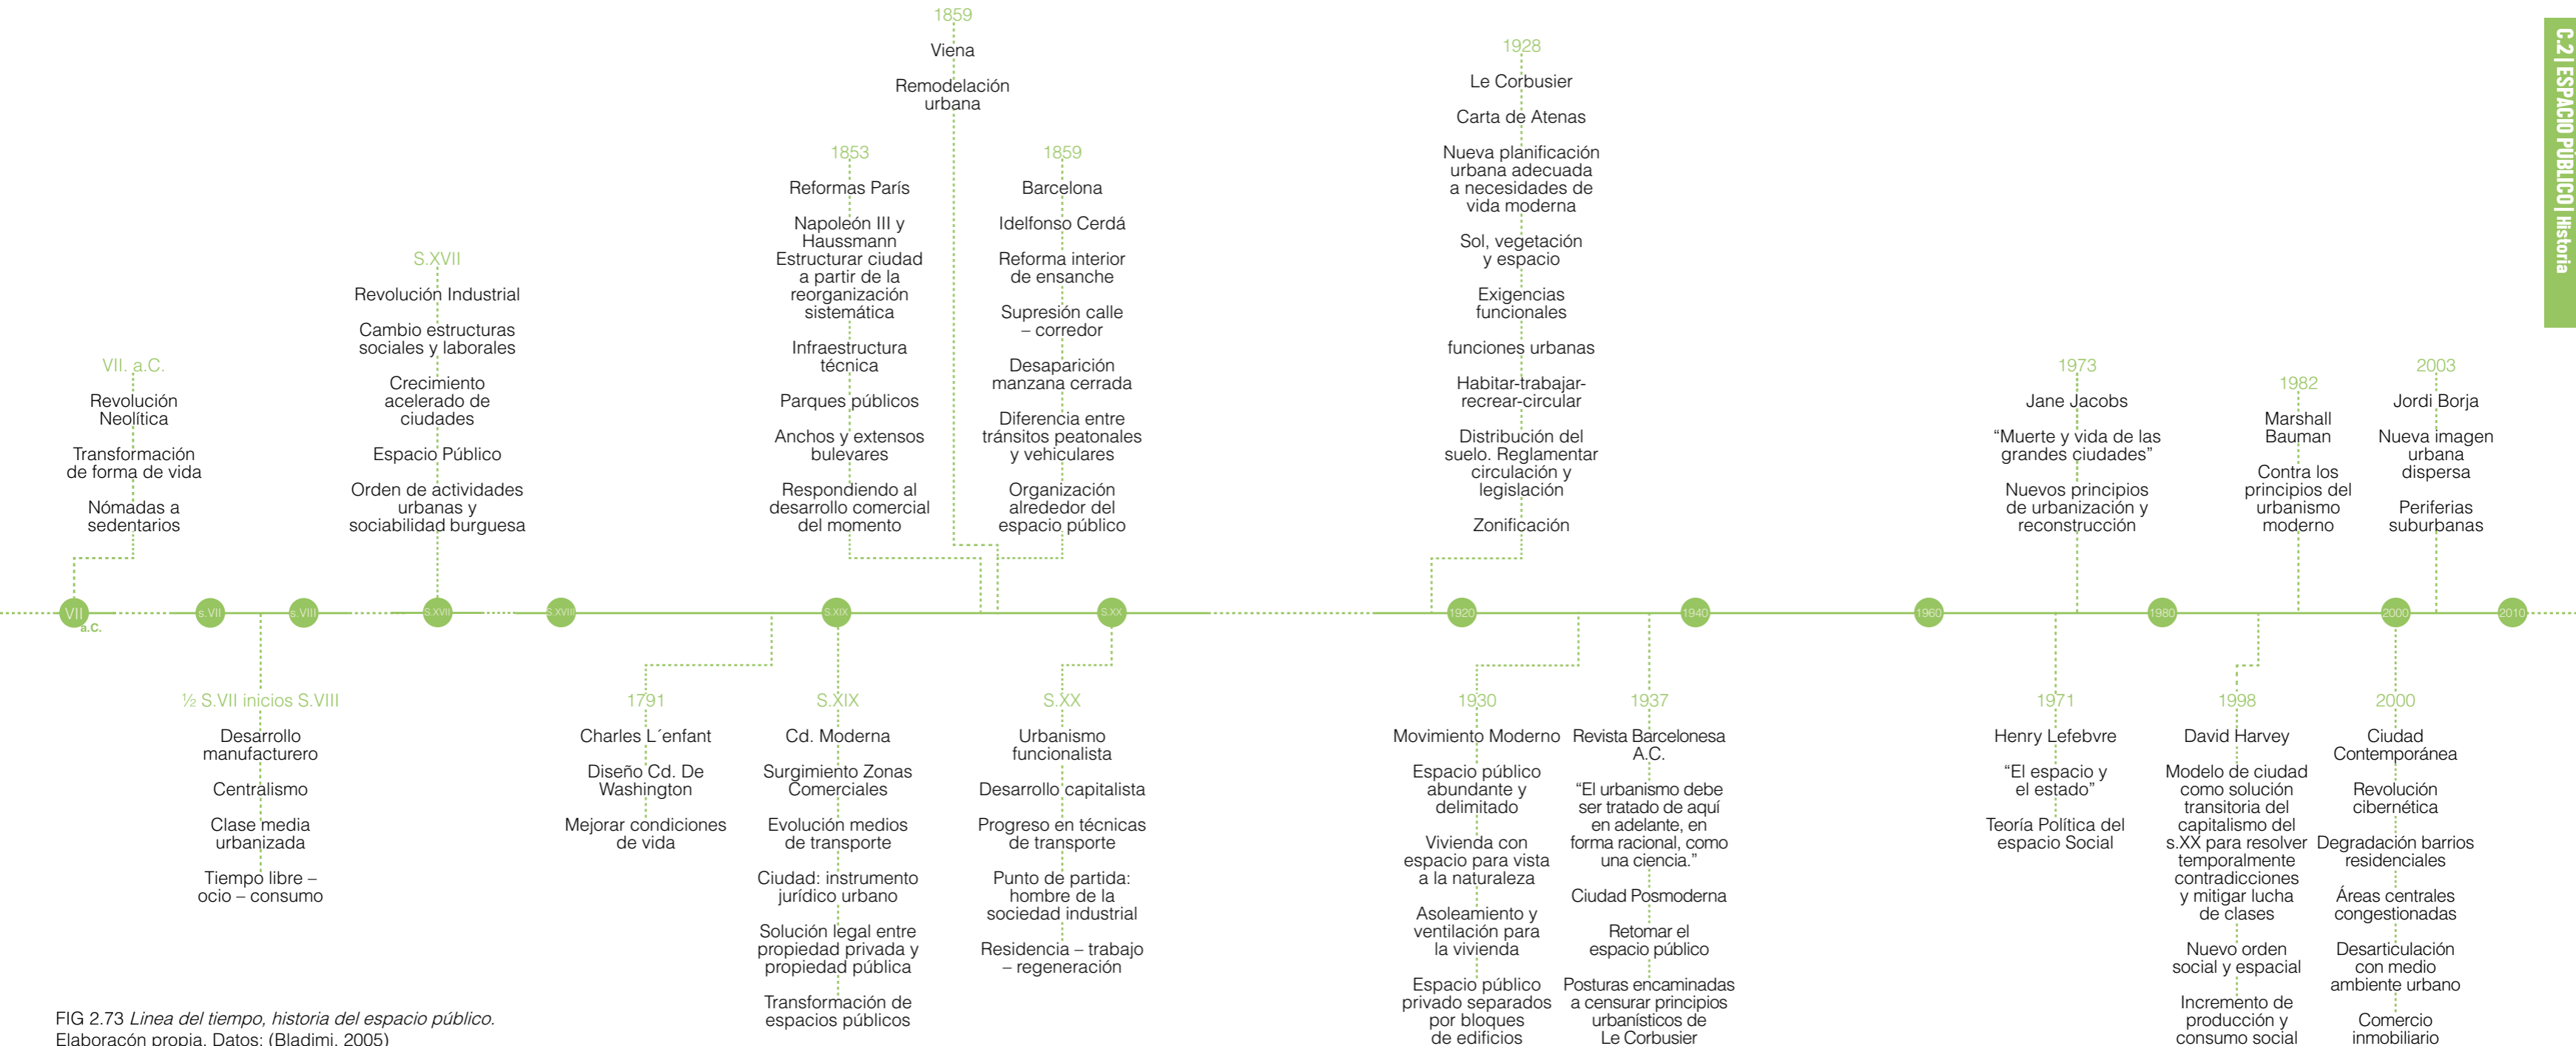 C.2 | ESPACIO PÚBLICO | Historia
VII. a.C.
Revolución
Neolítica
Transformación
de forma de vida
Nómadas a
sedentarios
S.XVII
Revolución Industrial
Cambio estructuras
sociales y laborales
Crecimiento
acelerado de
ciudades
Espacio Público
Orden de actividades
urbanas y
sociabilidad burguesa
1853
Reformas París
Napoleón III y
Haussmann
Estructurar ciudad
a partir de la
reorganización
sistemática
Infraestructura
técnica
Parques públicos
Anchos y extensos
bulevares
Respondiendo al
desarrollo comercial
del momento
1859
Viena
Remodelación
urbana
1859
Barcelona
Idelfonso Cerdá
Reforma interior
de ensanche
Supresión calle
– corredor
Desaparición
manzana cerrada
Diferencia entre
tránsitos peatonales
y vehiculares
Organización
alrededor del
espacio público
1928
Le Corbusier
Carta de Atenas
Nueva planificación
urbana adecuada
a necesidades de
vida moderna
Sol, vegetación
y espacio
Exigencias
funcionales
funciones urbanas
Habitar-trabajar-
recrear-circular
Distribución del
suelo. Reglamentar
circulación y
legislación
Zonificación
1973
Jane Jacobs
“Muerte y vida de las
grandes ciudades”
Nuevos principios
de urbanización y
reconstrucción
1982
Marshall
Bauman
Contra los
principios del
urbanismo
moderno
2003
Jordi Borja
Nueva imagen
urbana
dispersa
Periferias
suburbanas
VII
a.C.
s.VII
s.VIII
S.XVII
S.XVIII
S.XIX
S.XX
1920
1940
1960
1980
2000
2010
½ S.VII inicios S.VIII
Desarrollo
manufacturero
Centralismo
Clase media
urbanizada
Tiempo libre –
ocio – consumo
1791
Charles L´enfant
Diseño Cd. De
Washington
Mejorar condiciones
de vida
S.XIX
Cd. Moderna
Surgimiento Zonas
Comerciales
Evolución medios
de transporte
Ciudad: instrumento
jurídico urbano
Solución legal entre
propiedad privada y
propiedad pública
Transformación de
espacios públicos
S.XX
Urbanismo
funcionalista
Desarrollo capitalista
Progreso en técnicas
de transporte
Punto de partida:
hombre de la
sociedad industrial
Residencia – trabajo
– regeneración
1930
Movimiento Moderno
Espacio público
abundante y
delimitado
Vivienda con
espacio para vista
a la naturaleza
Asoleamiento y
ventilación para
la vivienda
Espacio público
privado separados
por bloques
de edificios
1937
Revista Barcelonesa
A.C.
“El urbanismo debe
ser tratado de aquí
en adelante, en
forma racional, como
una ciencia.”
Ciudad Posmoderna
Retomar el
espacio público
Posturas encaminadas
a censurar principios
urbanísticos de
Le Corbusier
1971
Henry Lefebvre
“El espacio y
el estado”
Teoría Política del
espacio Social
1998
David Harvey
Modelo de ciudad
como solución
transitoria del
capitalismo del
s.XX para resolver
temporalmente
contradicciones
y mitigar lucha
de clases
Nuevo orden
social y espacial
Incremento de
producción y
consumo social
2000
Ciudad
Contemporánea
Revolución
cibernética
Degradación barrios
residenciales
Áreas centrales
congestionadas
Desarticulación
con medio
ambiente urbano
Comercio
inmobiliario
FIG 2.73 Linea del tiempo, historia del espacio público.
Elaboracón propia. Datos: (Bladimi, 2005)